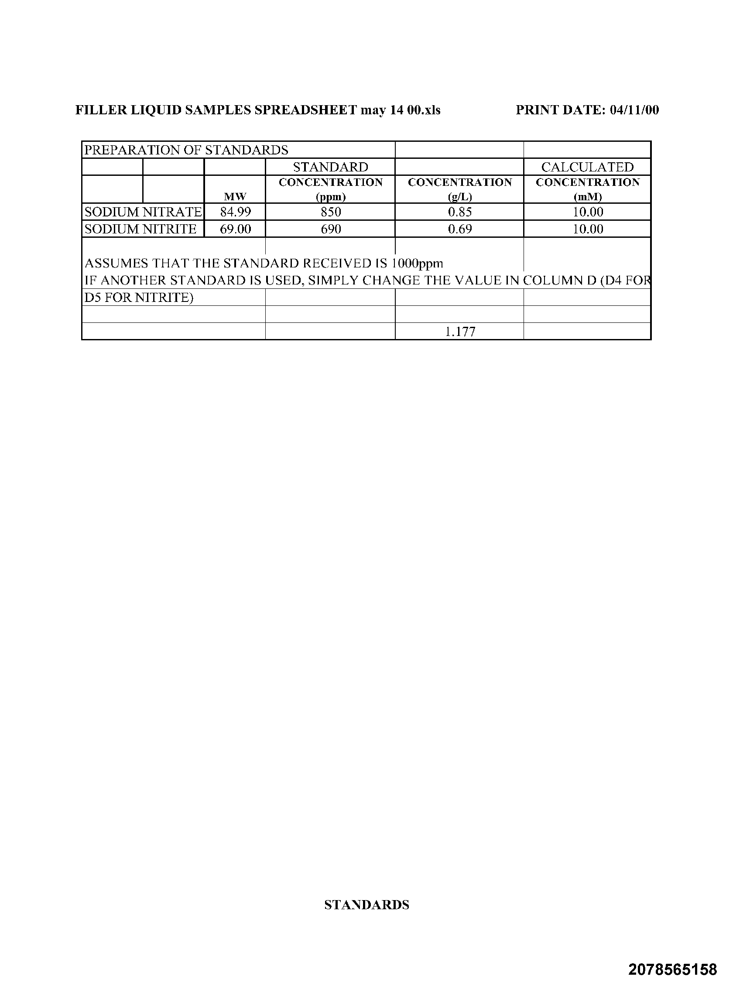 FILLER LIQUID SAMPLES SPREADSHEET may 14 00.xls PRINT DATE: 04/11/00
PREPARATION OF STANDARDS
STANDARD CALCULATED
CONCENTRATION CONCENTRATION CONCENTRATION
MW (ppm) (g/L) (mM)
SODIUM NITRATE 84.99 850 0.85 10.00
SODIUM NITRITE 69.00 690 0.69 10.00
ASSUMES THAT THE STANDARD RECEIVED IS 1000ppm
IF ANOTHER STANDARD IS USED, SIMPLY CHANGE THE VALUE IN COLUMN D (D4 FOR
D5 FOR NITRITE)
1.177
STANDARDS
2078565158